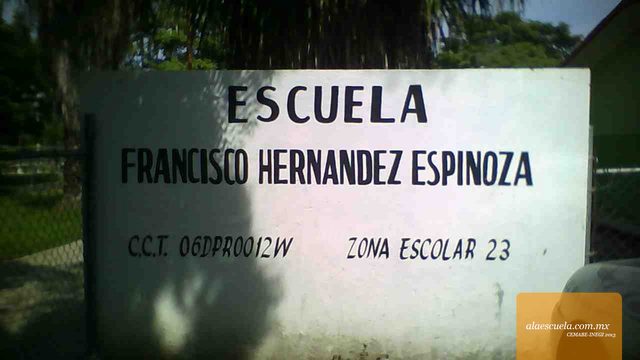 ESCUELA
FRANCISCO HERNANDEZ ESPINOZA
C.C.T. 06DPR0012W ZONA ESCOLAR 23
alaescuela.com.mx
CEMABE-INEGI 2013